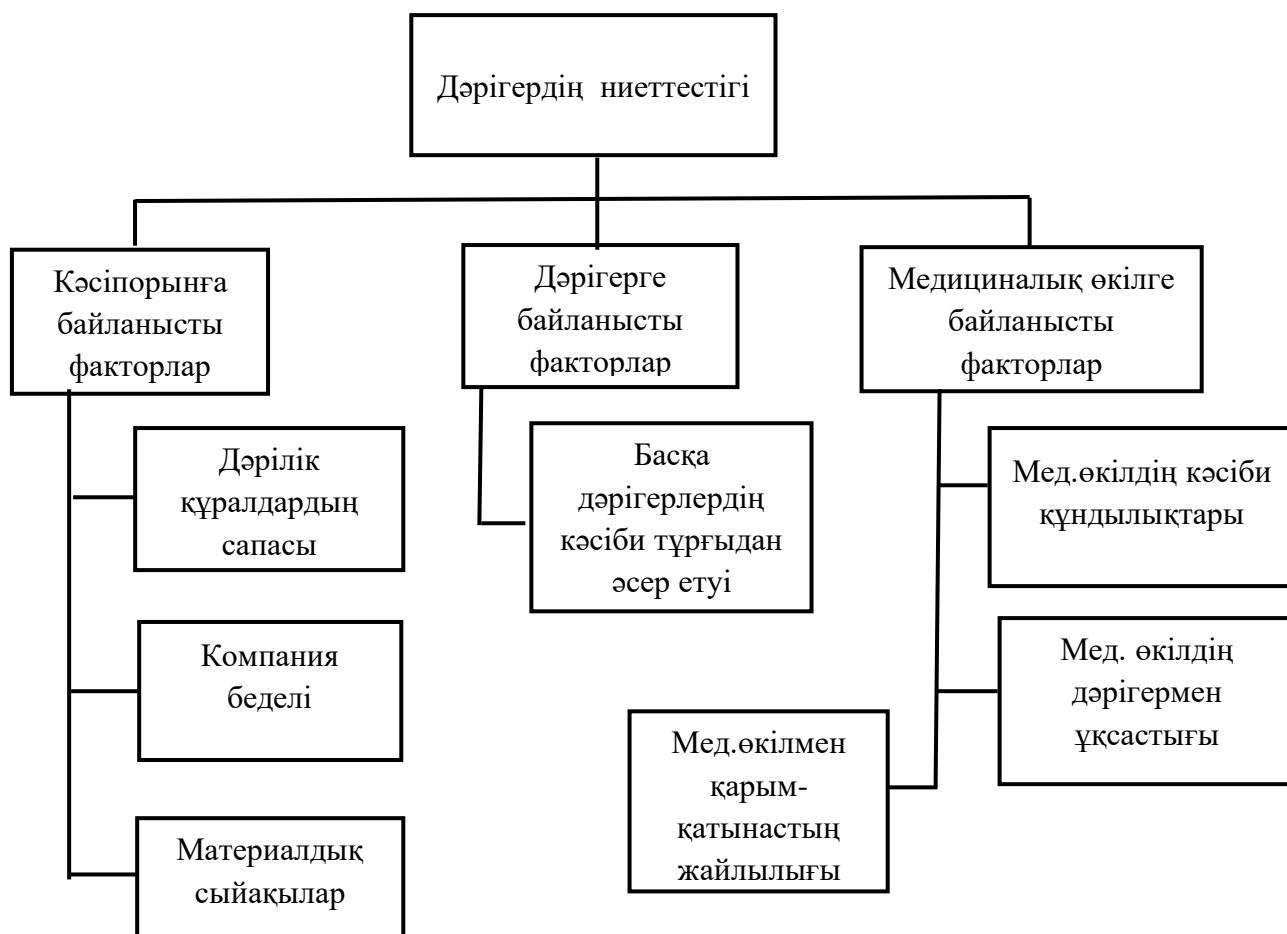 Дәрігердің ниеттестігі
Кәсіпорынға
байланысты
факторлар
Дәрігерге
байланысты
факторлар
Медициналық өкілге
байланысты
факторлар
Дәрілік
құралдардың
сапасы
Компания
беделі
Материалдық
сыйақылар
Басқа
дәрігерлердің
кәсіби тұрғыдан
әсер етуі
Мед.өкілдің кәсіби
құндылықтары
Мед. өкілдің
дәрігермен
ұқсастығы
Мед.өкілмен
қарым-
қатынастың
жайлылығы